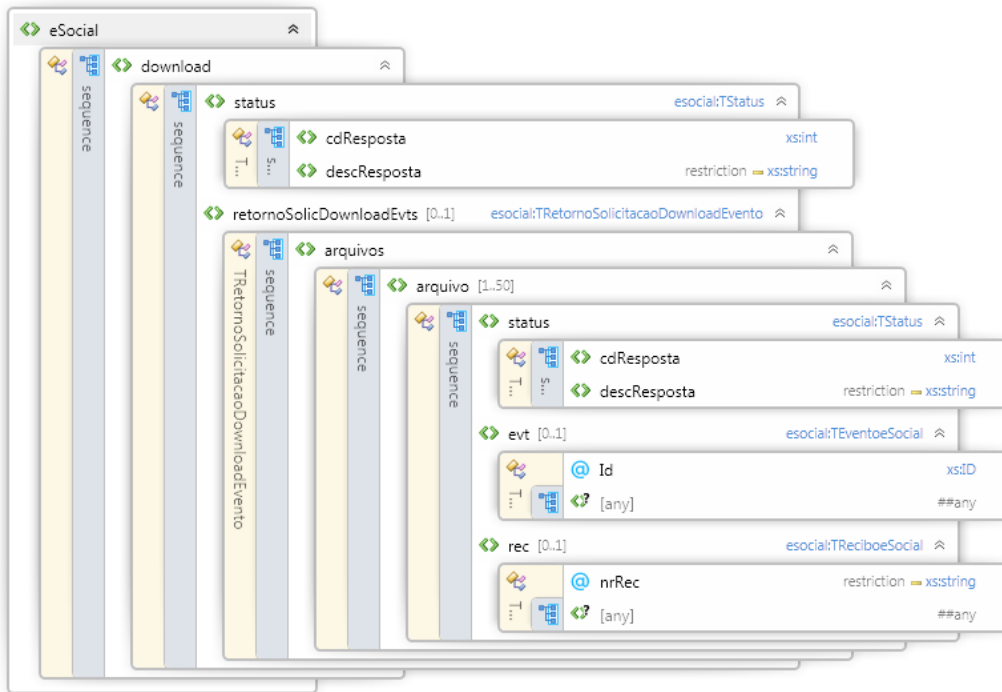 eSocial
sequence
download
sequence
status esocial:TStatus
T... s... cdResposta xs:int
descResposta restriction xs:string
retornoSolicDownloadEvts [0..1] esocial:TRetornoSolicitacaoDownloadEvento
TRetornoSolicitacaoDownloadEvento
sequence
arquivos
sequence
arquivo [1..50]
sequence
status esocial:TStatus
T... s... cdResposta xs:int
descResposta restriction xs:string
evt [0..1] esocial:TEventoeSocial
T... @ Id xs:ID
[any] ##any
rec [0..1] esocial:TReciboeSocial
T... @ nrRec restriction xs:string
[any] ##any